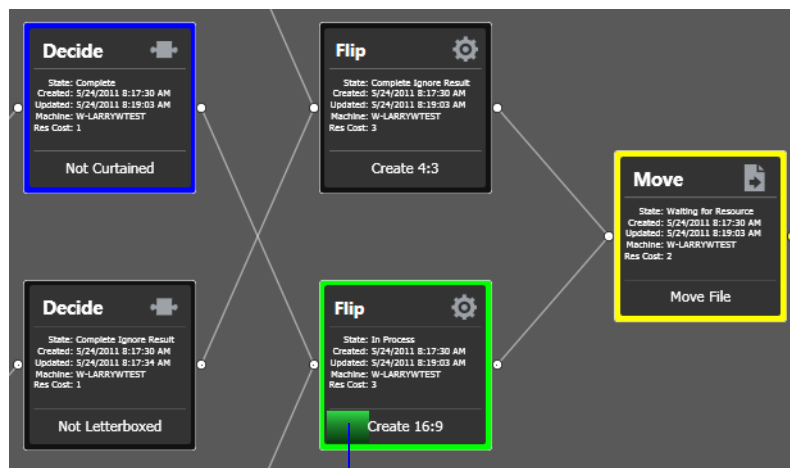 Decide
State: Complete
Created: 5/24/2011 8:17:30 AM
Updated: 5/24/2011 8:19:03 AM
Machine: W-LARRYWTEST
Res Cost: 1
Not Curtained
Flip
State: Complete Ignore Result
Created: 5/24/2011 8:17:30 AM
Updated: 5/24/2011 8:19:03 AM
Machine: W-LARRYWTEST
Res Cost: 3
Create 4:3
Move
State: Waiting for Resource
Created: 5/24/2011 8:17:30 AM
Updated: 5/24/2011 8:19:03 AM
Machine: W-LARRYWTEST
Res Cost: 2
Move File
Decide
State: Complete Ignore Result
Created: 5/24/2011 8:17:30 AM
Updated: 5/24/2011 8:17:34 AM
Machine: W-LARRYWTEST
Res Cost: 1
Not Letterboxed
Flip
State: In Process
Created: 5/24/2011 8:17:30 AM
Updated: 5/24/2011 8:19:03 AM
Machine: W-LARRYWTEST
Res Cost: 3
Create 16:9